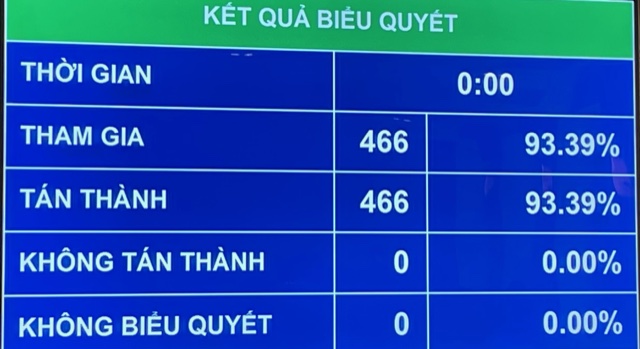 KẾT QUẢ BIỂU QUYẾT
THỜI GIAN 0:00
THAM GIA 466 93.39%
TÁN THÀNH 466 93.39%
KHÔNG TÁN THÀNH 0 0.00%
KHÔNG BIỂU QUYẾT 0 0.00%